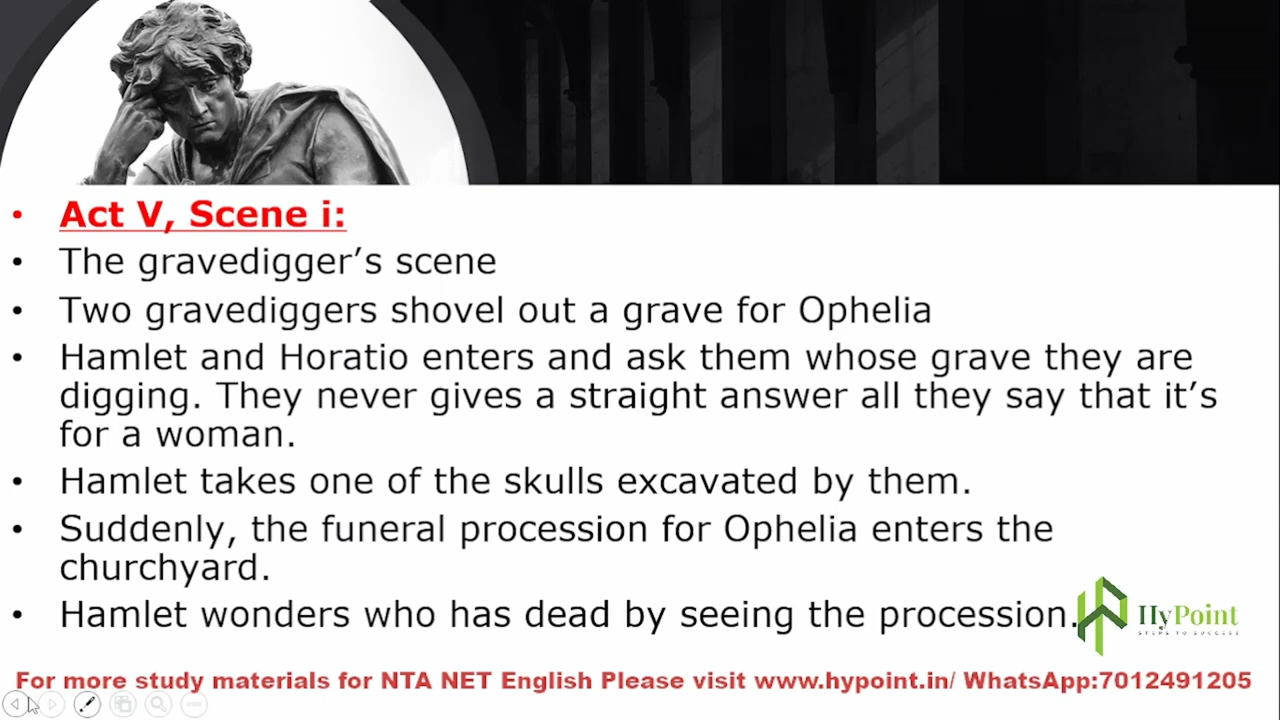 • Act V, Scene i:
• The gravedigger’s scene
• Two gravediggers shovel out a grave for Ophelia
• Hamlet and Horatio enters and ask them whose grave they are
digging. They never gives a straight answer all they say that it’s
for a woman.
• Hamlet takes one of the skulls excavated by them.
• Suddenly, the funeral procession for Ophelia enters the
churchyard.
• Hamlet wonders who has dead by seeing the procession.
HyPoint
STEPS TO SUCCESS
For more study materials for NTA NET English Please visit www.hypoint.in/ WhatsApp:7012491205